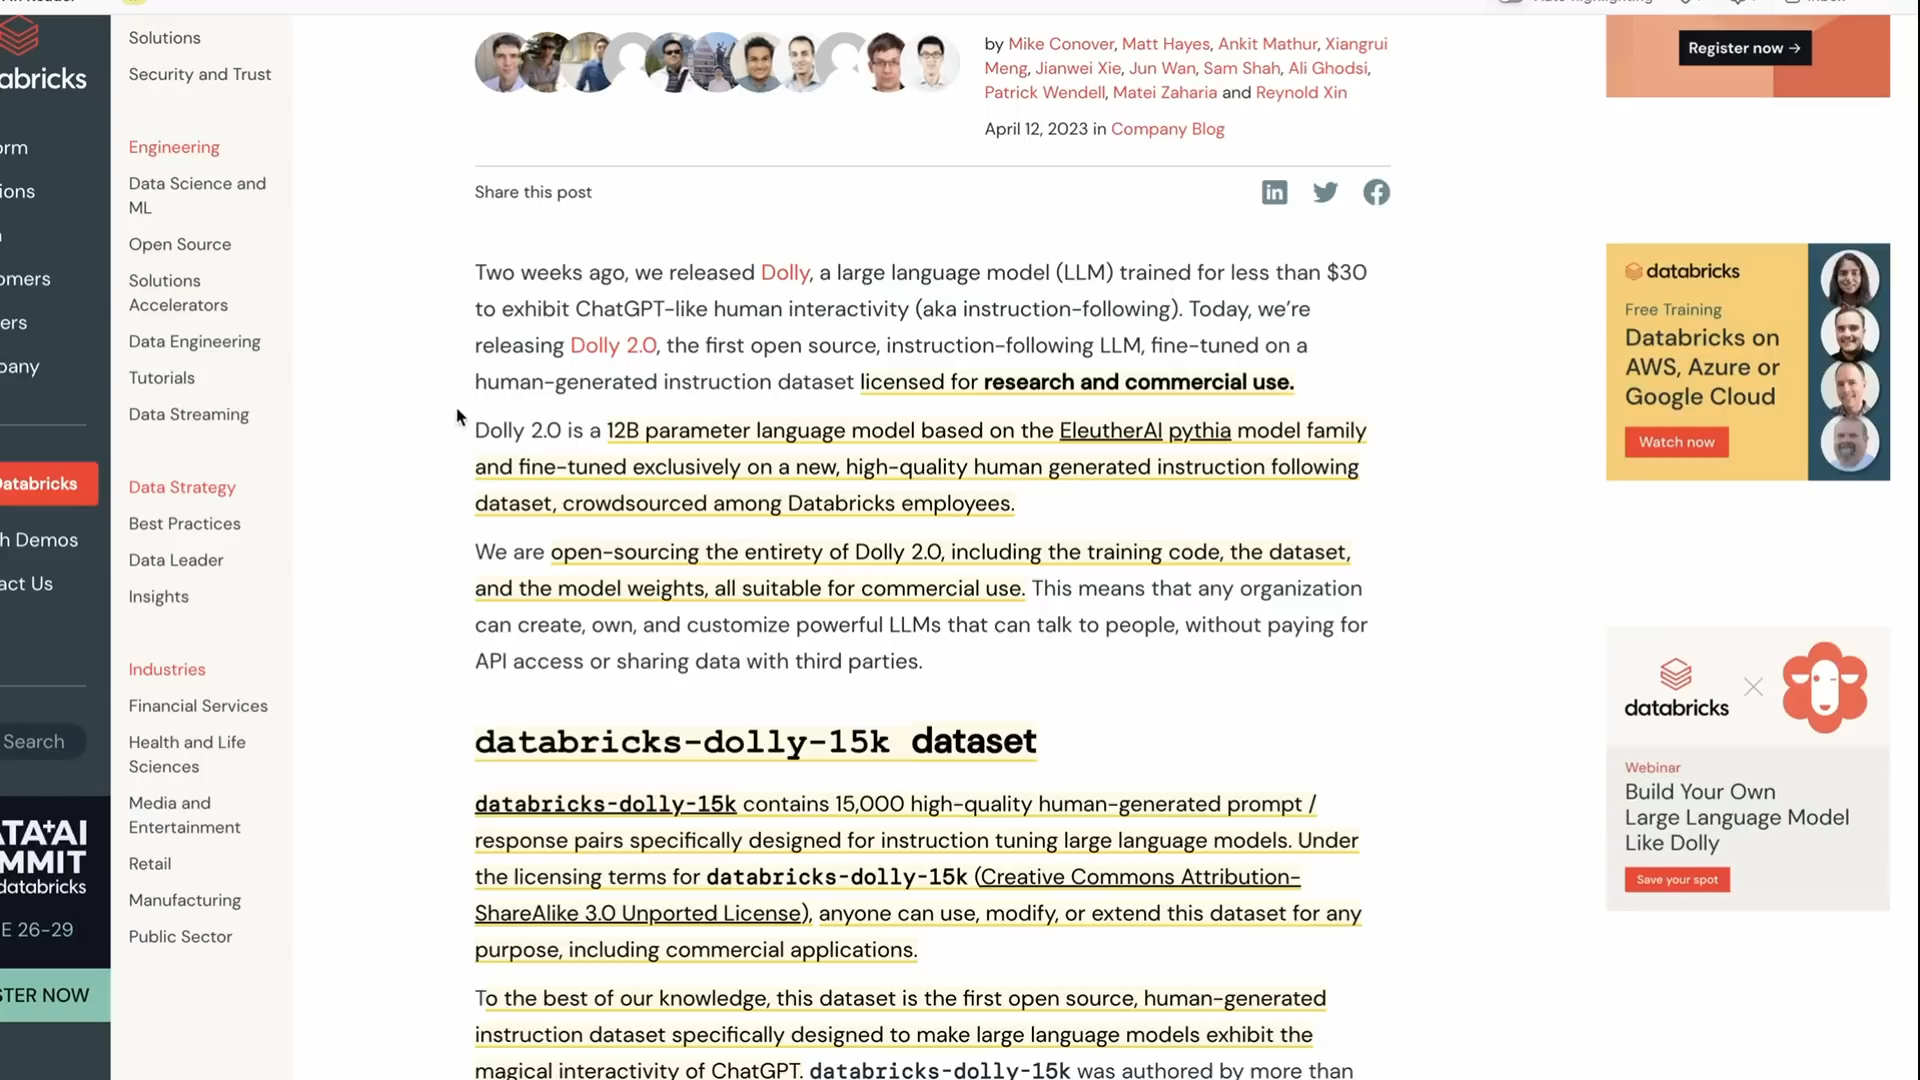 abricks
orm
ions
omers
ers
pany
Databricks
h Demos
act Us
Search
ATA+AI
MMIT
databricks
E 26-29
STER NOW
Solutions
Security and Trust
Engineering
Data Science and
ML
Open Source
Solutions
Accelerators
Data Engineering
Tutorials
Data Streaming
Data Strategy
Best Practices
Data Leader
Insights
Industries
Financial Services
Health and Life
Sciences
Media and
Entertainment
Retail
Manufacturing
Public Sector
by Mike Conover, Matt Hayes, Ankit Mathur, Xiangrui
Meng, Jianwei Xie, Jun Wan, Sam Shah, Ali Ghodsi,
Patrick Wendell, Matei Zaharia and Reynold Xin
April 12, 2023 in Company Blog
Share this post
Two weeks ago, we released Dolly, a large language model (LLM) trained for less than $30
to exhibit ChatGPT-like human interactivity (aka instruction-following). Today, we're
releasing Dolly 2.0, the first open source, instruction-following LLM, fine-tuned on a
human-generated instruction dataset licensed for research and commercial use.
Dolly 2.0 is a 12B parameter language model based on the EleutherAI pythia model family
and fine-tuned exclusively on a new, high-quality human generated instruction following
dataset, crowdsourced among Databricks employees.
We are open-sourcing the entirety of Dolly 2.0, including the training code, the dataset,
and the model weights, all suitable for commercial use. This means that any organization
can create, own, and customize powerful LLMs that can talk to people, without paying for
API access or sharing data with third parties.
databricks-dolly-15k dataset
databricks-dolly-15k contains 15,000 high-quality human-generated prompt /
response pairs specifically designed for instruction tuning large language models. Under
the licensing terms for databricks-dolly-15k (Creative Commons Attribution-
ShareAlike 3.0 Unported License), anyone can use, modify, or extend this dataset for any
purpose, including commercial applications.
To the best of our knowledge, this dataset is the first open source, human-generated
instruction dataset specifically designed to make large language models exhibit the
magical interactivity of ChatGPT. databricks-dolly-15k was authored by more than
Register now →
databricks
Free Training
Databricks on
AWS, Azure or
Google Cloud
Watch now
databricks
Webinar
Build Your Own
Large Language Model
Like Dolly
Save your spot